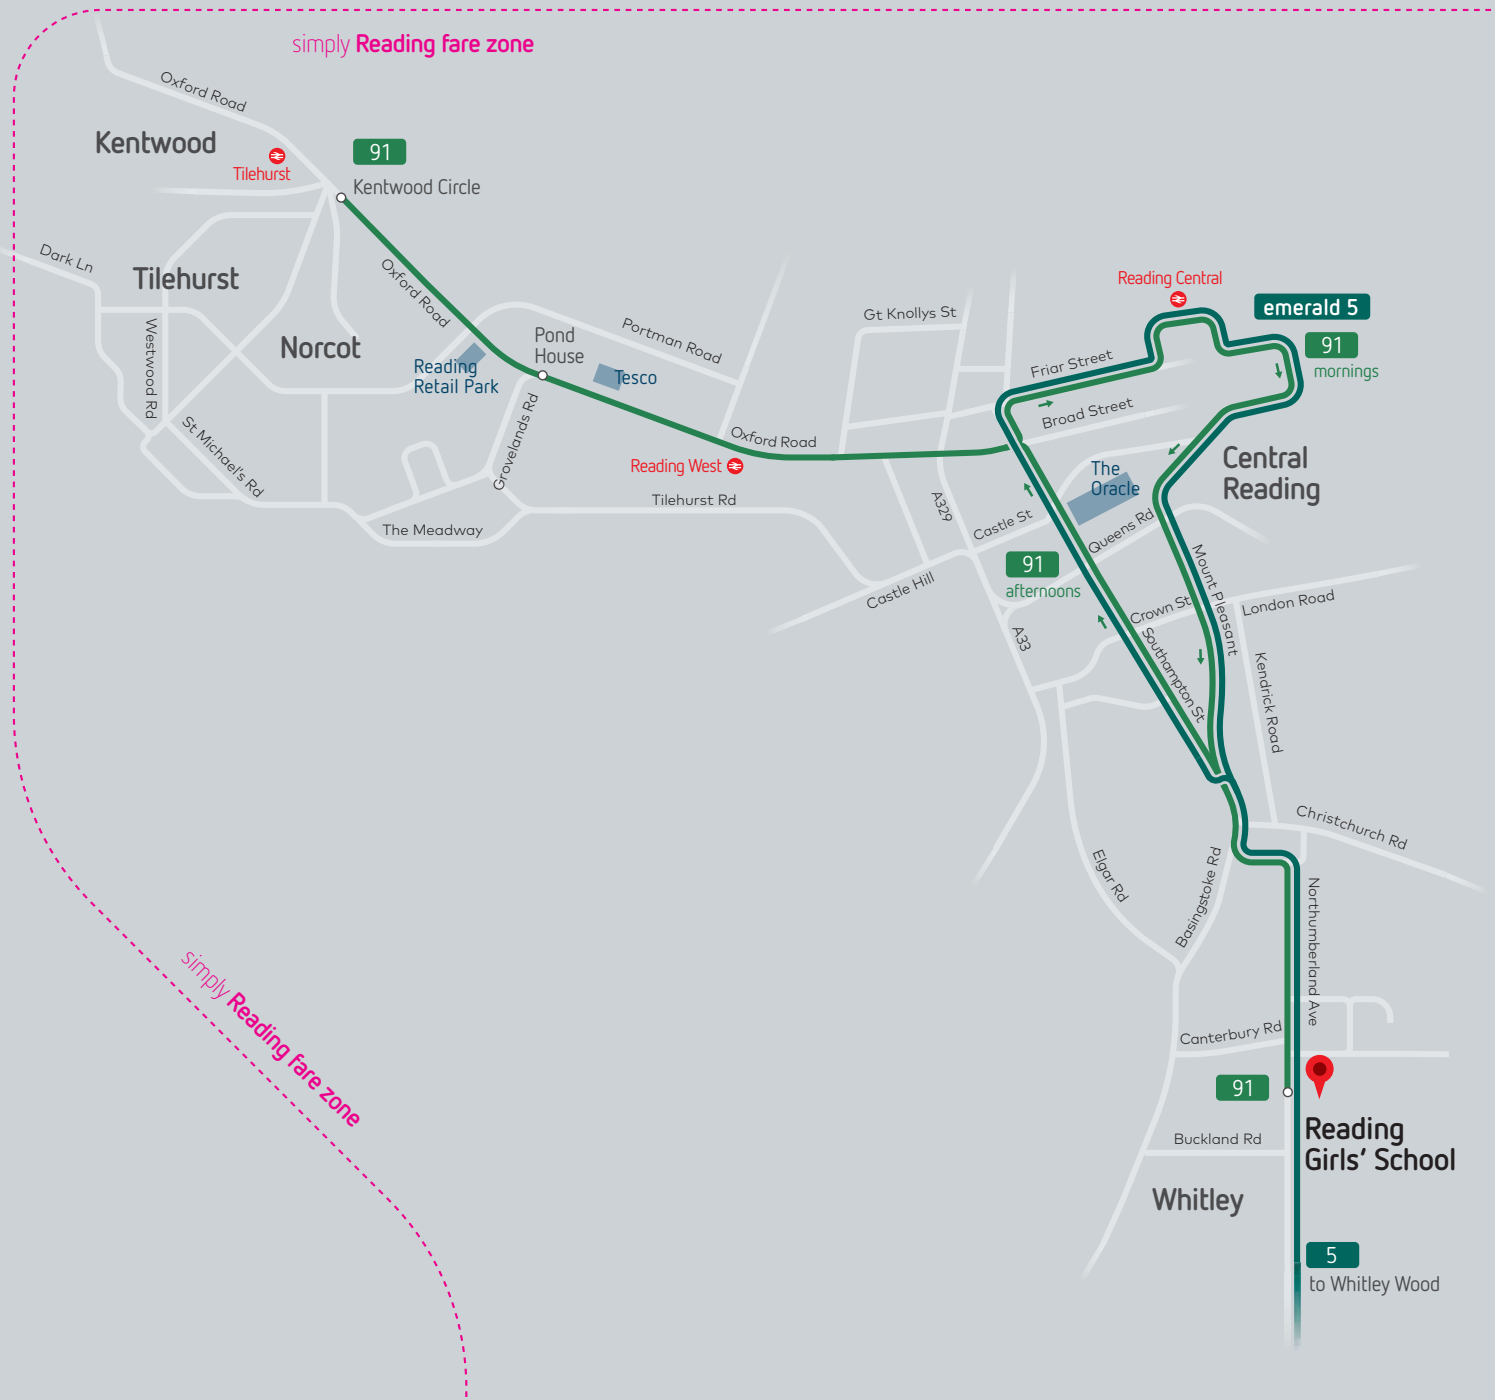 simply Reading fare zone
Oxford Road
Kentwood
Tilehurst
91
Kentwood Circle
Dark Ln
Tilehurst
Oxford Road
Westwood Rd
Norcot
Reading
Retail Park
Pond
House
Portman Road
Tesco
Gt Knollys St
Reading Central
emerald 5
91
mornings
Friar Street
Broad Street
St Michael's Rd
Grovelands Rd
Oxford Road
Reading West
Tilehurst Rd
The Meadway
A329
Castle St
The
Oracle
Queens Rd
Central
Reading
Castle Hill
91
afternoons
A33
Crown St
Mount Pleasant
London Road
Southampton St
Kendrick Road
Christchurch Rd
Elgar Rd
Basingstoke Rd
Northumberland Ave
simply Reading fare zone
Canterbury Rd
91
Reading
Girls' School
Buckland Rd
Whitley
5
to Whitley Wood